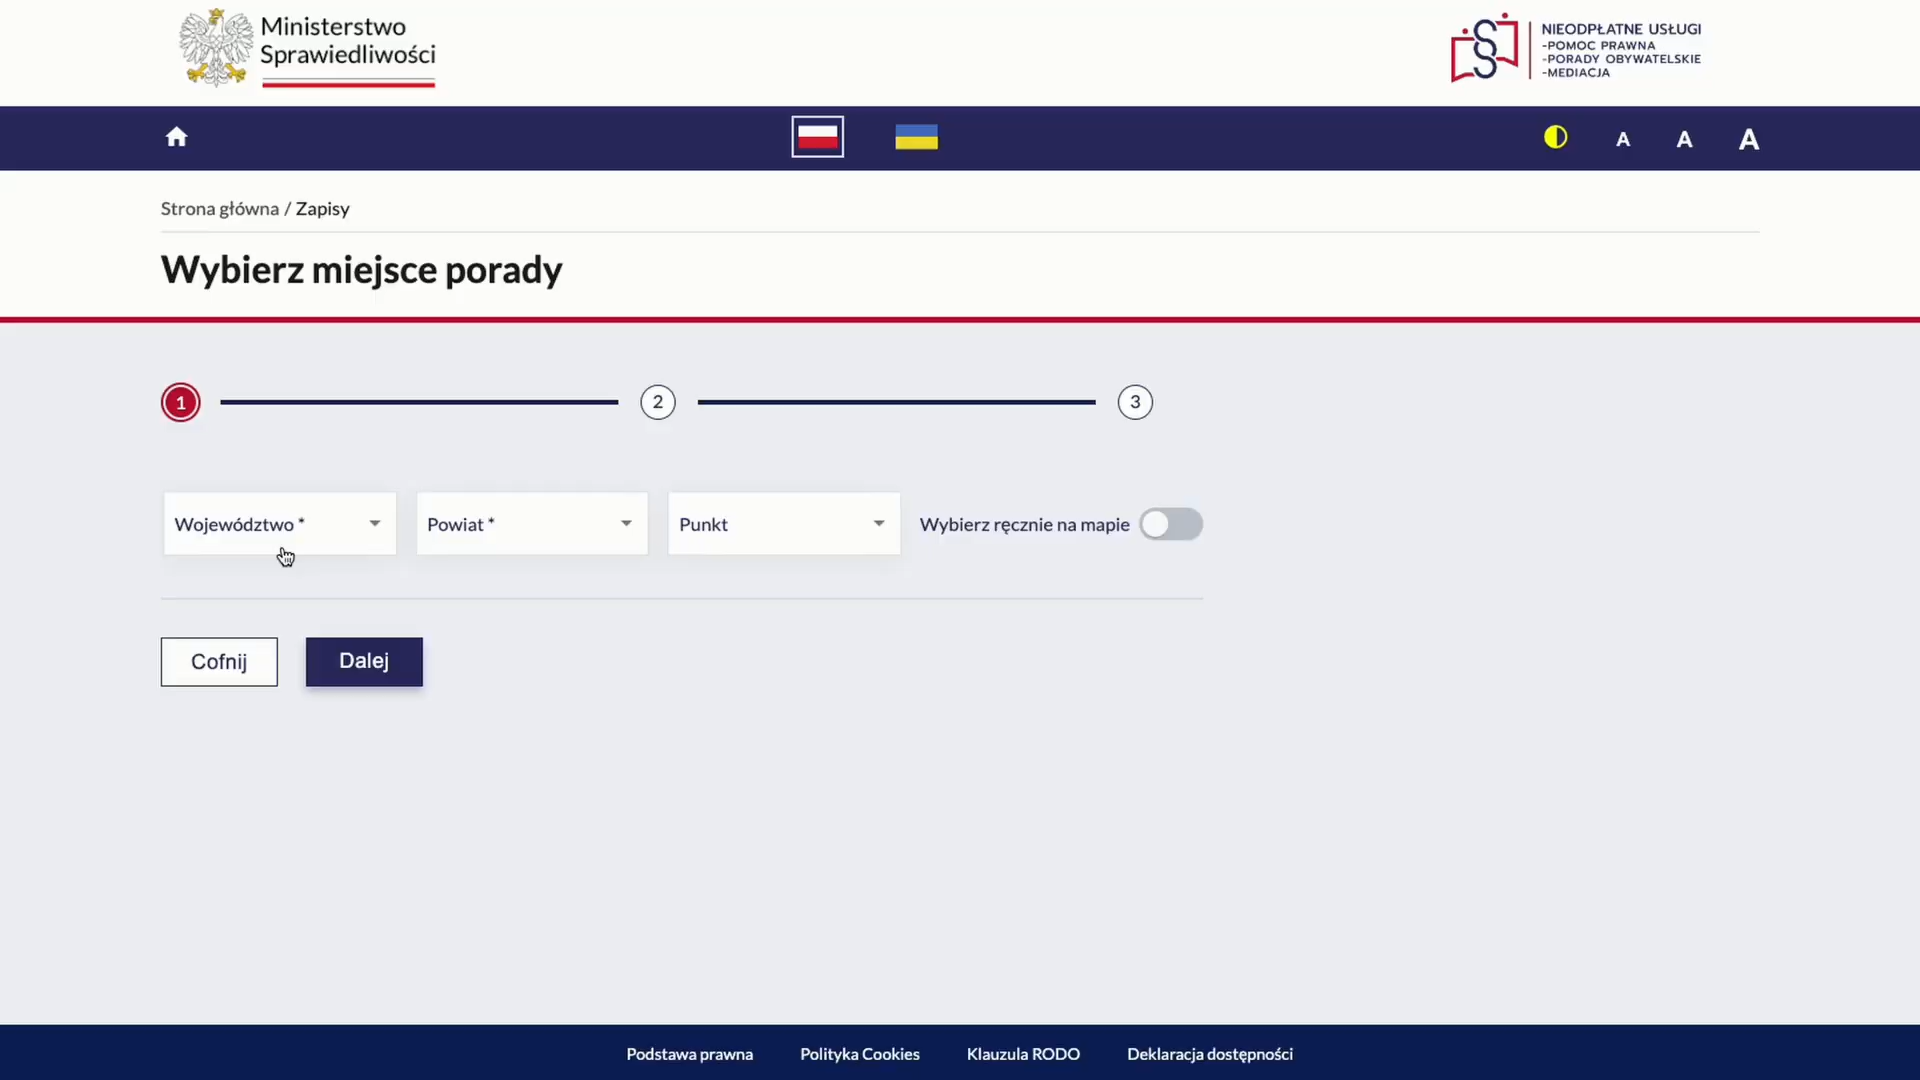 Ministerstwo
Sprawiedliwości
NIEODPŁATNE USŁUGI
-POMOC PRAWNA
-PORADY OBYWATELSKIE
-MEDIACJA
A A A
Strona główna / Zapisy
Wybierz miejsce porady
1 2 3
Województwo * Powiat * Punkt Wybierz ręcznie na mapie
Cofnij Dalej
Podstawa prawna Polityka Cookies Klauzula RODO Deklaracja dostępności